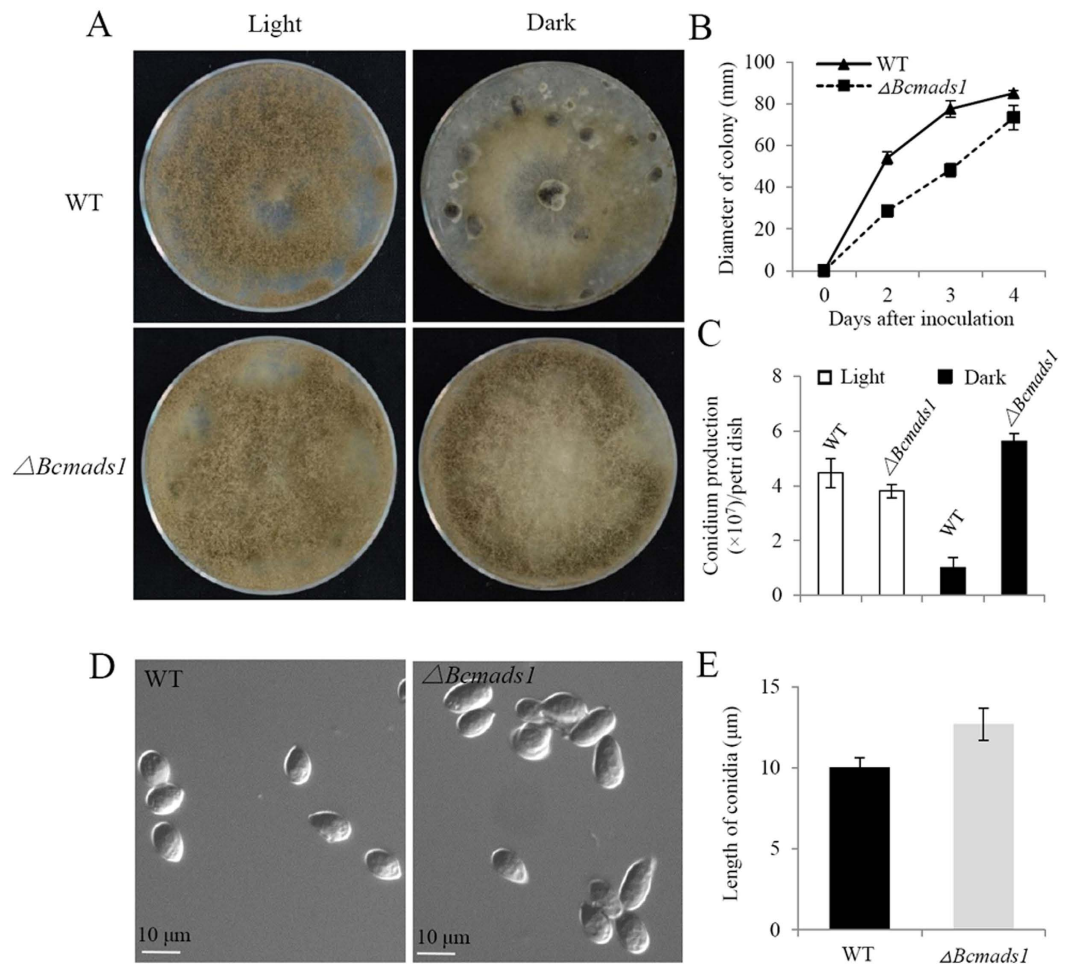 A
Light
Dark
WT
△Bcmads1
B
Diameter of colony (mm)
100
80
60
40
20
0
WT
ΔBcmads1
0 2 3 4
Days after inoculation
C
Conidium production
(×10⁷)/petri dish
8
6
4
2
0
Light
Dark
WT
△Bcmads1
WT
△Bcmads1
D
WT
10 μm
△Bcmads1
10 μm
E
Length of conidia (μm)
15
10
5
0
WT
ΔBcmads1